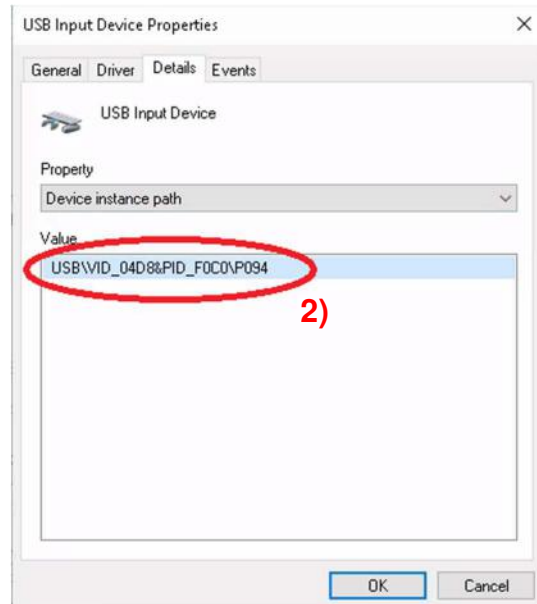 USB Input Device Properties
General Driver Details Events
USB Input Device
Property
Device instance path
Value
USB\VID_04D8&PID_F0C0\P094
2)
OK Cancel